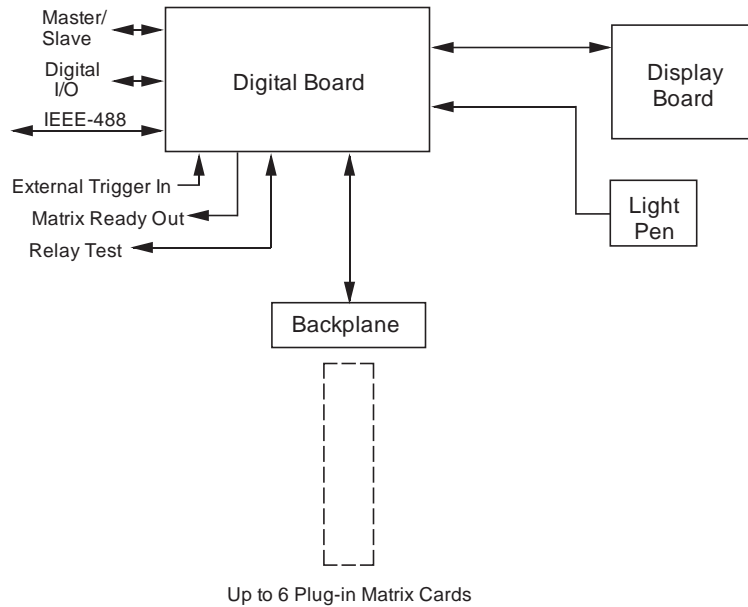 Master/
Slave
Digital
I/O
IEEE-488
External Trigger In
Matrix Ready Out
Relay Test
Digital Board
Display
Board
Light
Pen
Backplane
Up to 6 Plug-in Matrix Cards